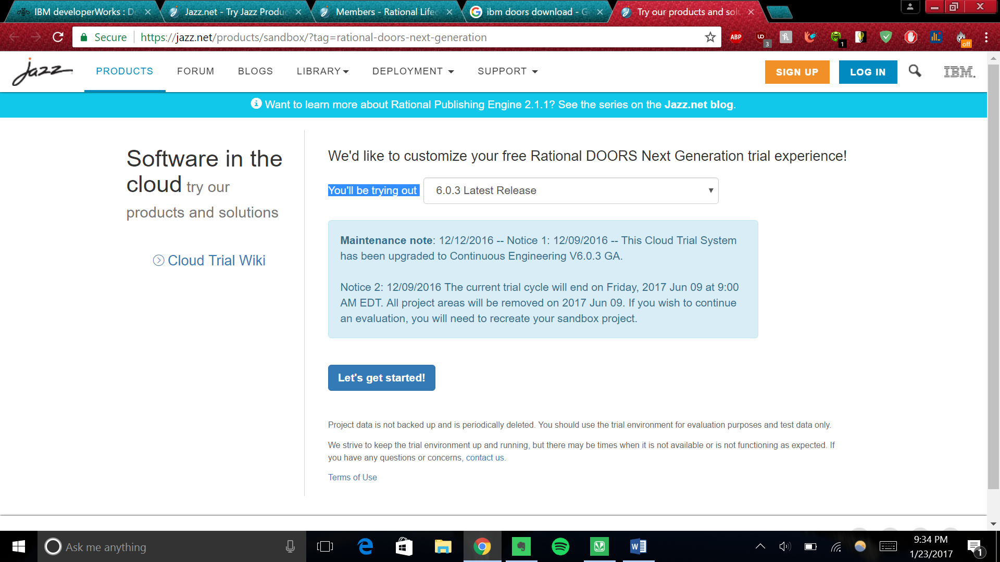 IBM developerWorks : D
Jazz.net - Try Jazz Produ
Members - Rational Lifec
ibm doors download - G
Try our products and solu
Secure
https://jazz.net/products/sandbox/?tag=rational-doors-next-generation
ABP
UO
3
h
1
off
jazz
PRODUCTS
FORUM
BLOGS
LIBRARY
DEPLOYMENT
SUPPORT
SIGN UP
LOG IN
IBM.
Want to learn more about Rational Publishing Engine 2.1.1? See the series on the Jazz.net blog.
Software in the
cloud try our
products and solutions
Cloud Trial Wiki
We'd like to customize your free Rational DOORS Next Generation trial experience!
You'll be trying out
6.0.3 Latest Release
Maintenance note: 12/12/2016 -- Notice 1: 12/09/2016 -- This Cloud Trial System
has been upgraded to Continuous Engineering V6.0.3 GA.
Notice 2: 12/09/2016 The current trial cycle will end on Friday, 2017 Jun 09 at 9:00
AM EDT. All project areas will be removed on 2017 Jun 09. If you wish to continue
an evaluation, you will need to recreate your sandbox project.
Let's get started!
Project data is not backed up and is periodically deleted. You should use the trial environment for evaluation purposes and test data only.
We strive to keep the trial environment up and running, but there may be times when it is not available or is not functioning as expected. If
you have any questions or concerns, contact us.
Terms of Use
Ask me anything
9:34 PM
1/23/2017
1